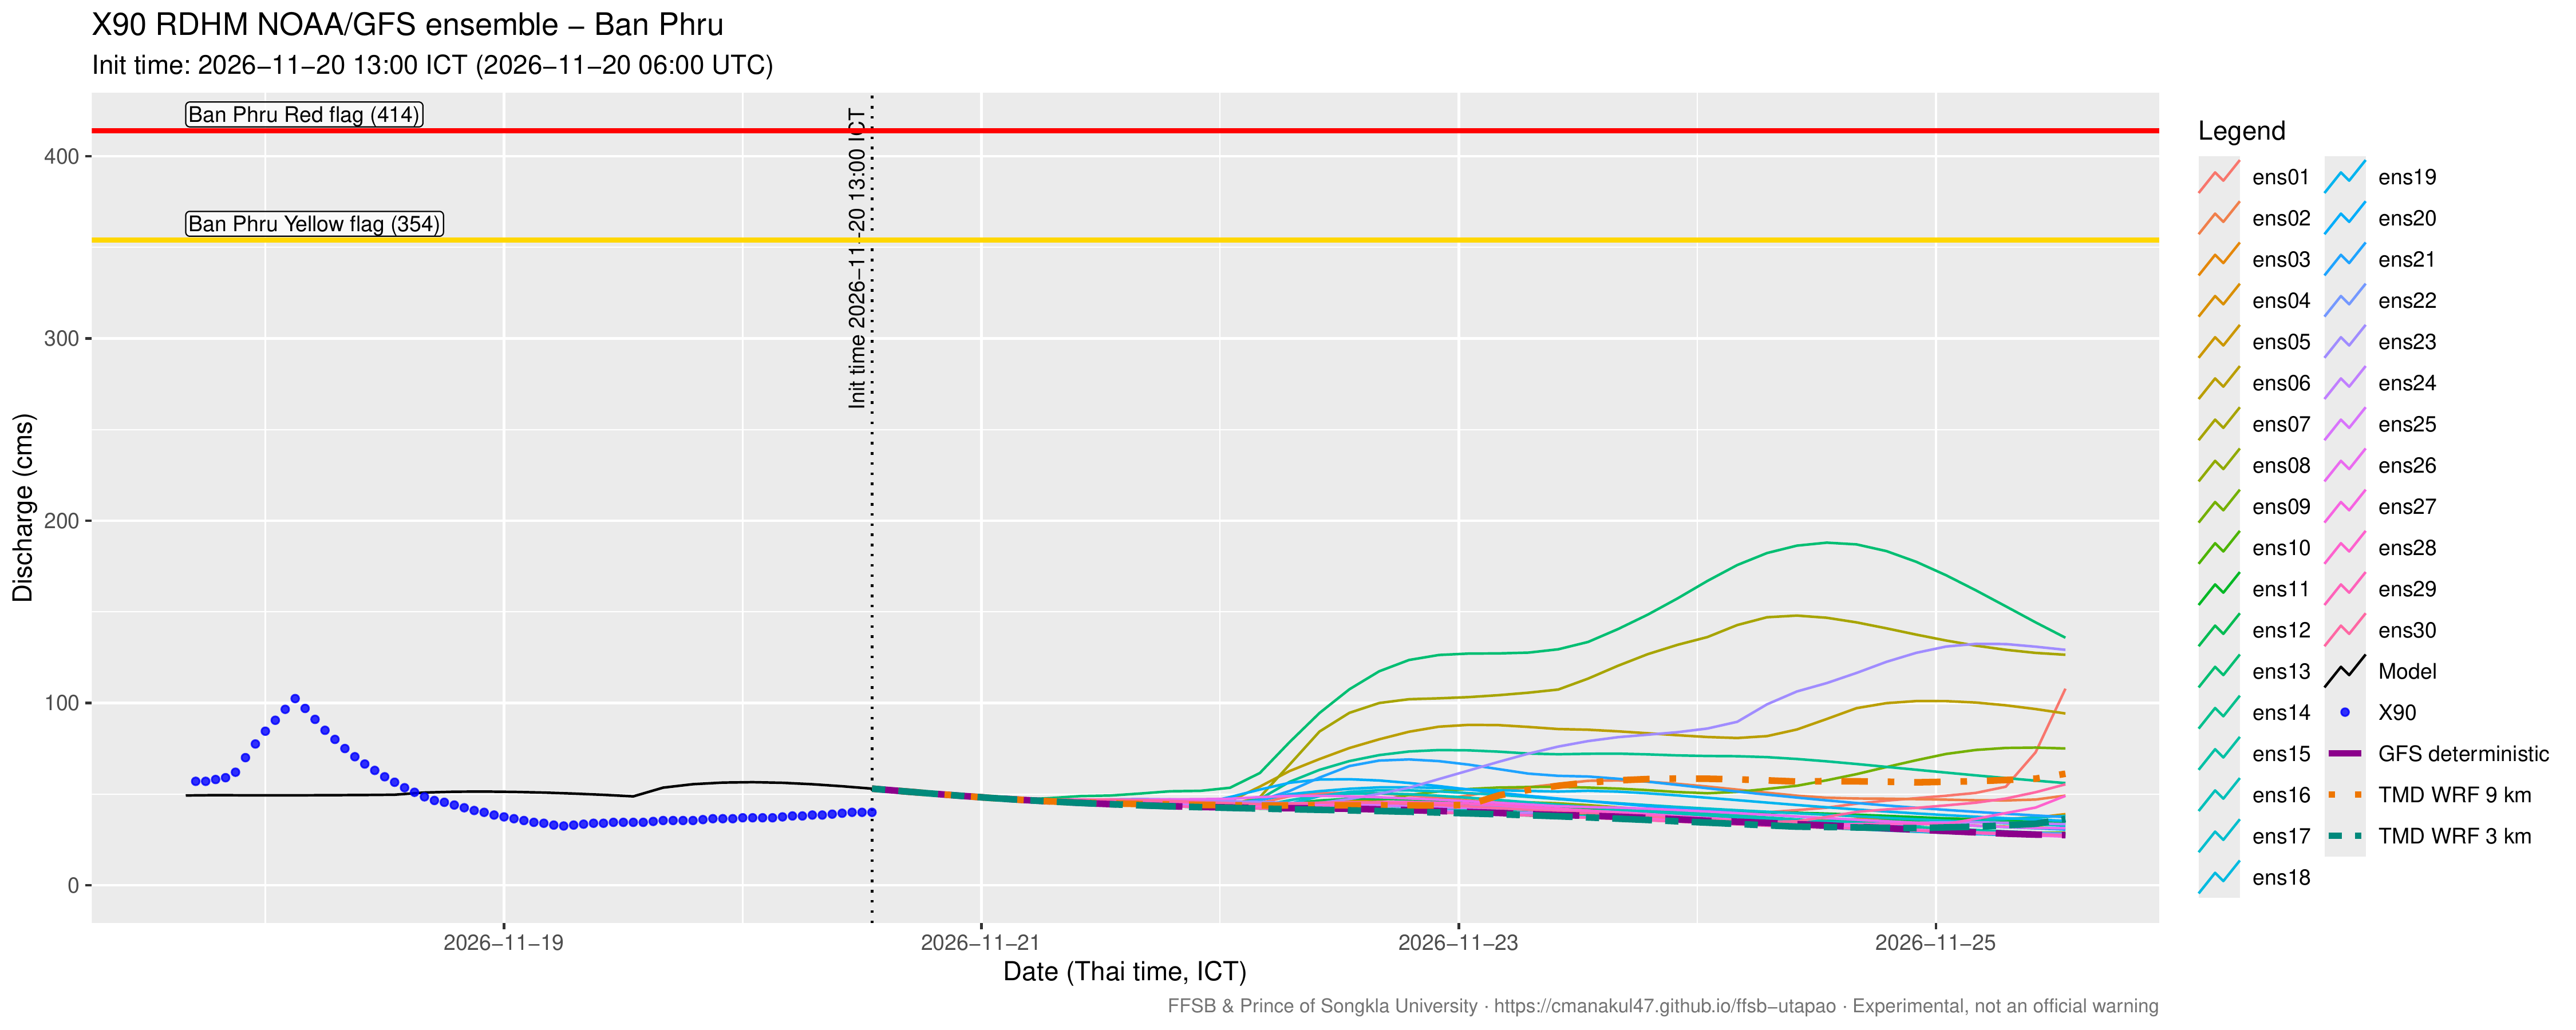 X90 RDHM NOAA/GFS ensemble – Ban Phru
Init time: 2026–11–20 13:00 ICT (2026–11–20 06:00 UTC)
Ban Phru Red flag (414)
Ban Phru Yellow flag (354)
Init time 2026–11–20 13:00 ICT
Discharge (cms)
400
300
200
100
0
2026–11–19
2026–11–21
2026–11–23
2026–11–25
Date (Thai time, ICT)
Legend
ens01
ens02
ens03
ens04
ens05
ens06
ens07
ens08
ens09
ens10
ens11
ens12
ens13
ens14
ens15
ens16
ens17
ens18
ens19
ens20
ens21
ens22
ens23
ens24
ens25
ens26
ens27
ens28
ens29
ens30
Model
X90
GFS deterministic
TMD WRF 9 km
TMD WRF 3 km
FFSB & Prince of Songkla University · https://cmanakul47.github.io/ffsb–utapao · Experimental, not an official warning